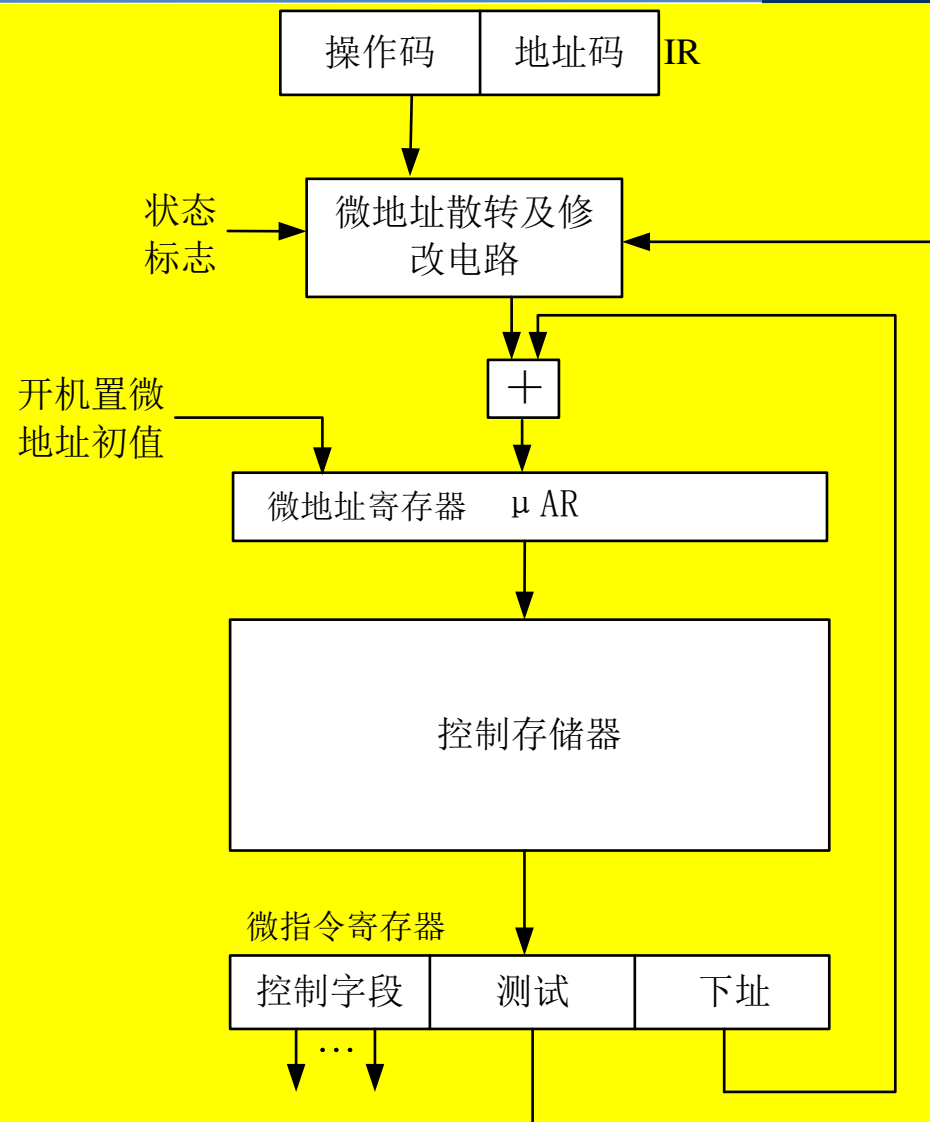 操作码
地址码
IR
状态
标志
微地址散转及修
改电路
+
开机置微
地址初值
微地址寄存器 μAR
控制存储器
微指令寄存器
控制字段
测试
下址
…